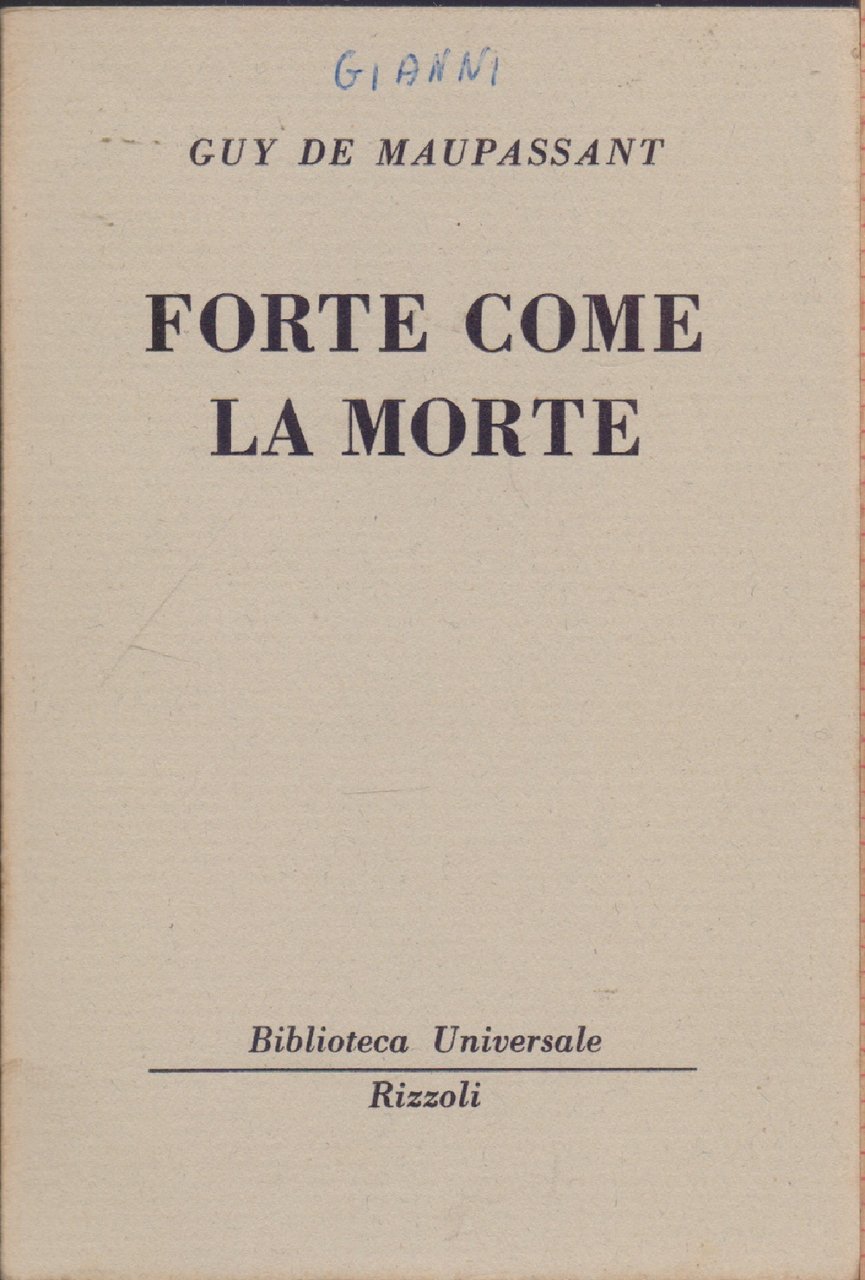 GIANNI
GUY DE MAUPASSANT
FORTE COME
LA MORTE
Biblioteca Universale
Rizzoli